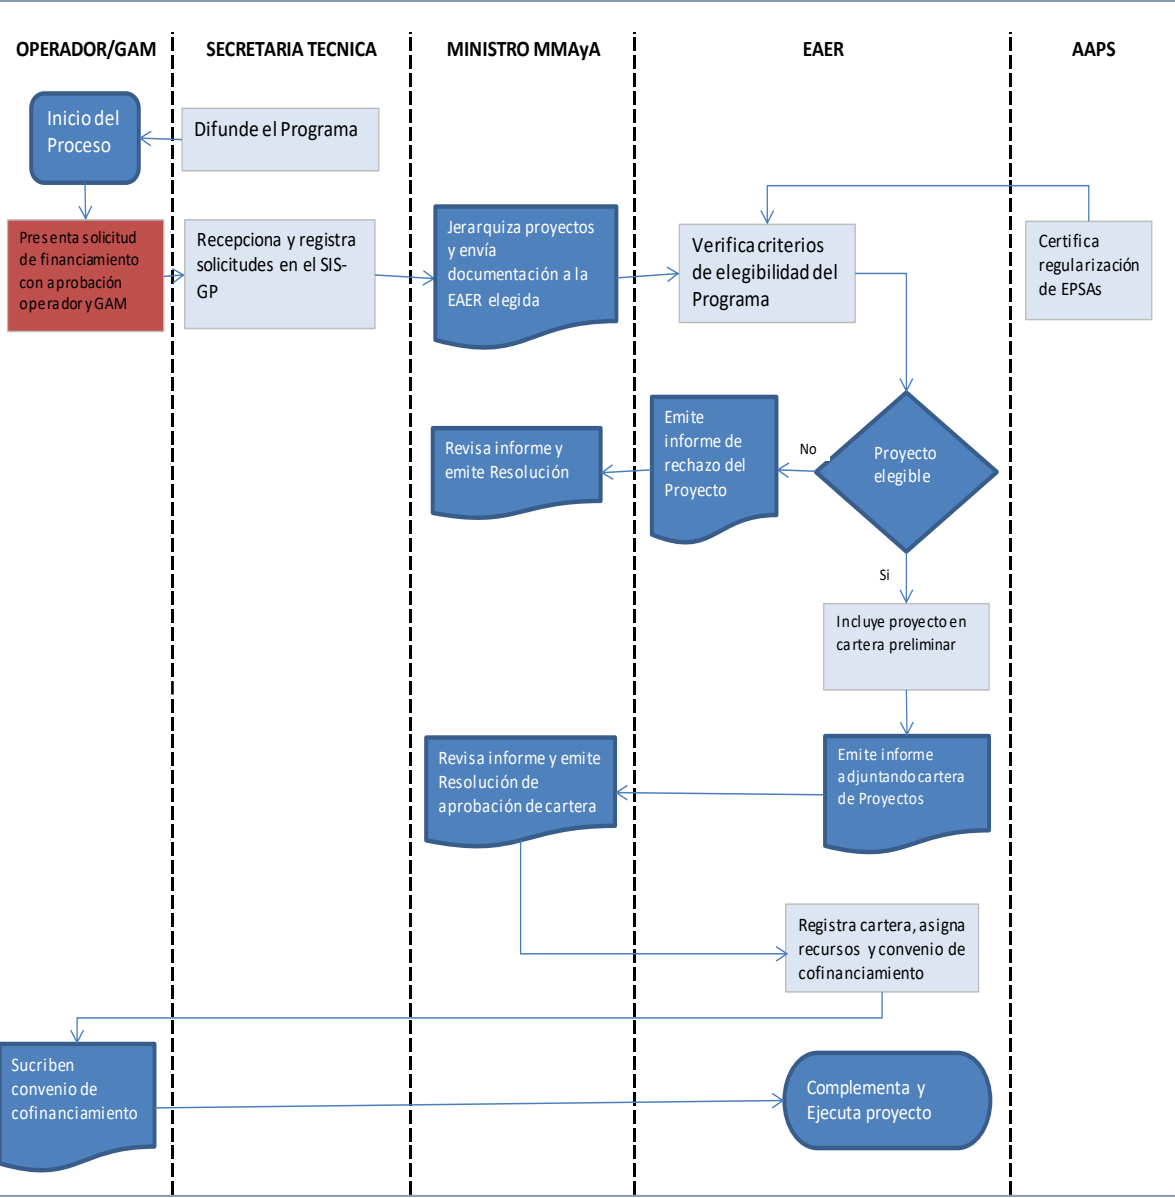 OPERADOR/GAM
SECRETARIA TECNICA
MINISTRO MMAyA
EAER
AAPS
Inicio del
Proceso
Difunde el Programa
Presenta solicitud
de financiamiento
con aprobación
operador y GAM
Recepciona y registra
solicitudes en el SIS-
GP
Jerarquiza proyectos
y envía
documentación a la
EAER elegida
Verifica criterios
de elegibilidad del
Programa
Certifica
regularización
de EPSAs
Revisa informe y
emite Resolución
Emite
informe de
rechazo del
Proyecto
No
Proyecto
elegible
Si
Incluye proyecto en
cartera preliminar
Revisa informe y emite
Resolución de
aprobación de cartera
Emite informe
adjuntando cartera
de Proyectos
Registra cartera, asigna
recursos y convenio de
cofinanciamiento
Sucriben
convenio de
cofinanciamiento
Complementa y
Ejecuta proyecto